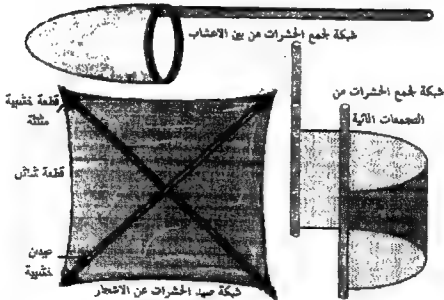 شبكة لجمع الحشرات من بين الاعشاب
شبكة لجمع الحشرات من
التجمعات المائية
قطعة خشبية
مثلثة
قطعة شاش
عيدن
خشبية
شبكة صيد الحشرات عن الاشجار